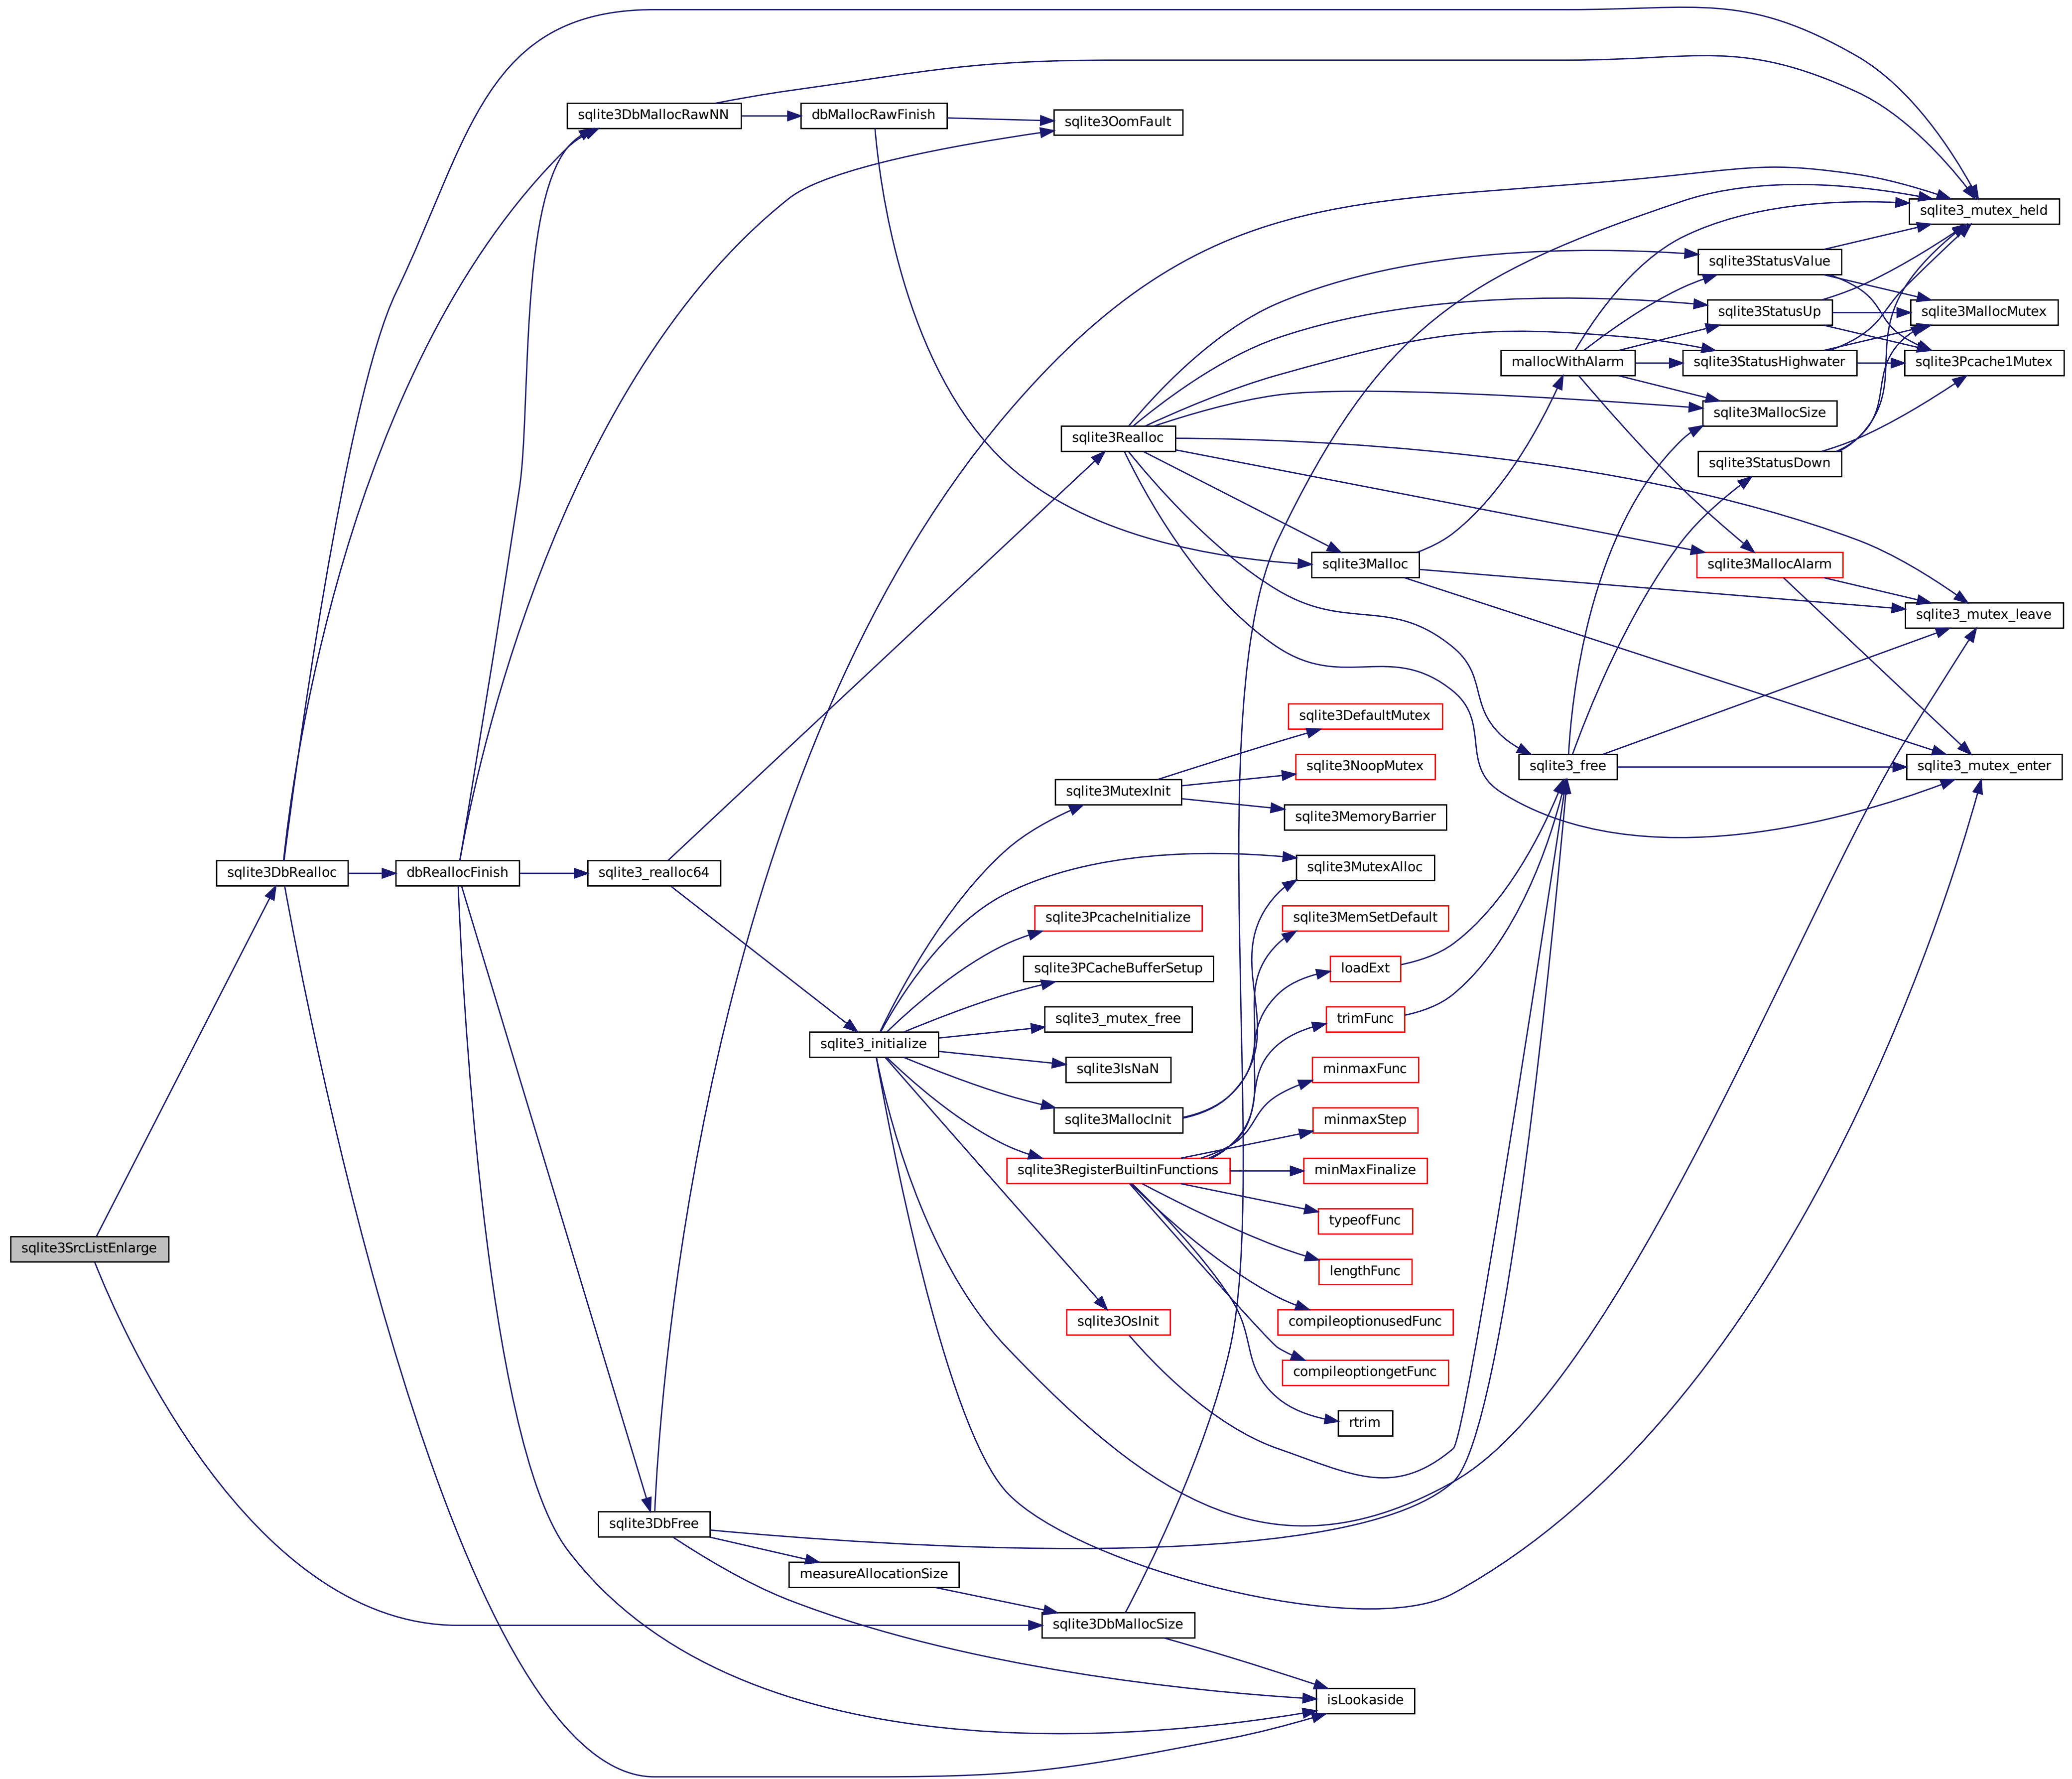 sqlite3DbMallocRawNN
dbMallocRawFinish
sqlite3OomFault
sqlite3_mutex_held
sqlite3StatusValue
sqlite3StatusUp
sqlite3MallocMutex
mallocWithAlarm
sqlite3StatusHighwater
sqlite3Pcache1Mutex
sqlite3MallocSize
sqlite3Realloc
sqlite3StatusDown
sqlite3Malloc
sqlite3MallocAlarm
sqlite3_mutex_leave
sqlite3DefaultMutex
sqlite3NoopMutex
sqlite3_free
sqlite3_mutex_enter
sqlite3MutexInit
sqlite3MemoryBarrier
sqlite3DbRealloc
dbReallocFinish
sqlite3_realloc64
sqlite3MutexAlloc
sqlite3PcacheInitialize
sqlite3MemSetDefault
sqlite3PCacheBufferSetup
loadExt
sqlite3_mutex_free
trimFunc
sqlite3_initialize
sqlite3IsNaN
minmaxFunc
sqlite3MallocInit
minmaxStep
sqlite3RegisterBuiltinFunctions
minMaxFinalize
typeofFunc
sqlite3SrcListEnlarge
lengthFunc
sqlite3OsInit
compileoptionusedFunc
compileoptiongetFunc
rtrim
sqlite3DbFree
measureAllocationSize
sqlite3DbMallocSize
isLookaside